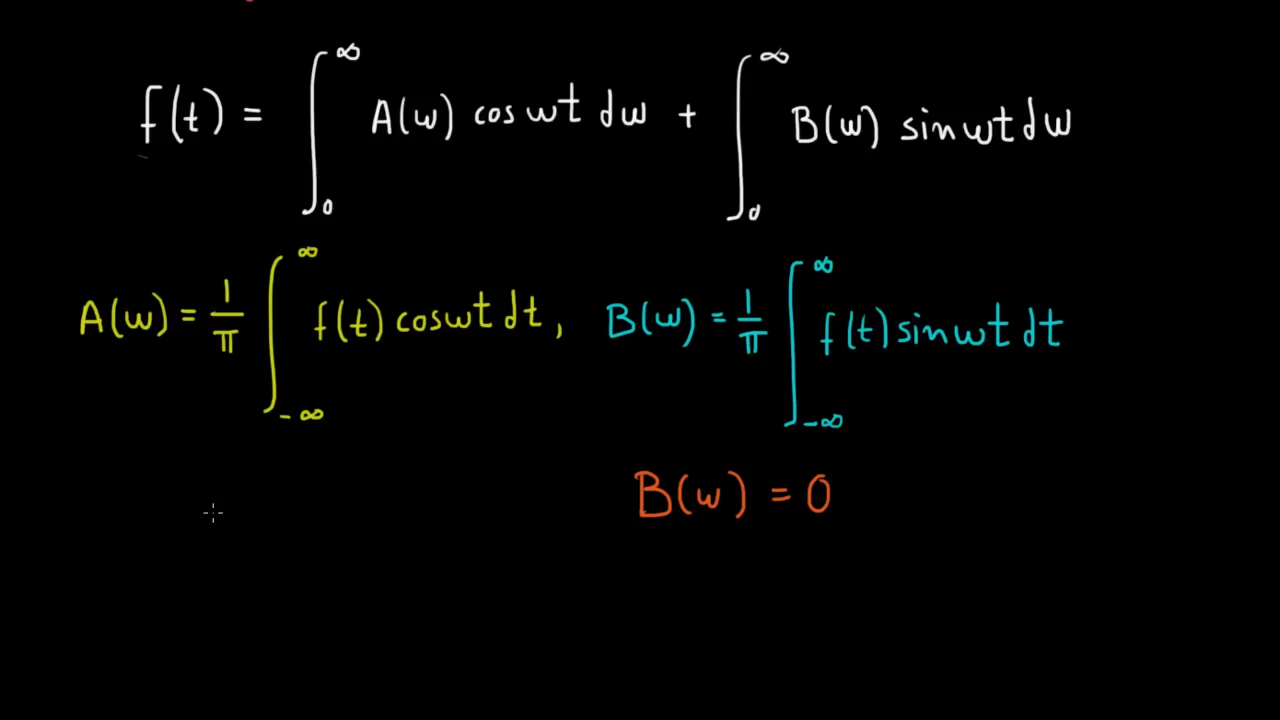 f(t) = ∫₀^∞ A(w) cos wt dw + ∫₀^∞ B(w) sin wt dw
A(w) = 1/π ∫₋∞^∞ f(t) cos wt dt, B(w) = 1/π ∫₋∞^∞ f(t) sin wt dt
B(w) = 0